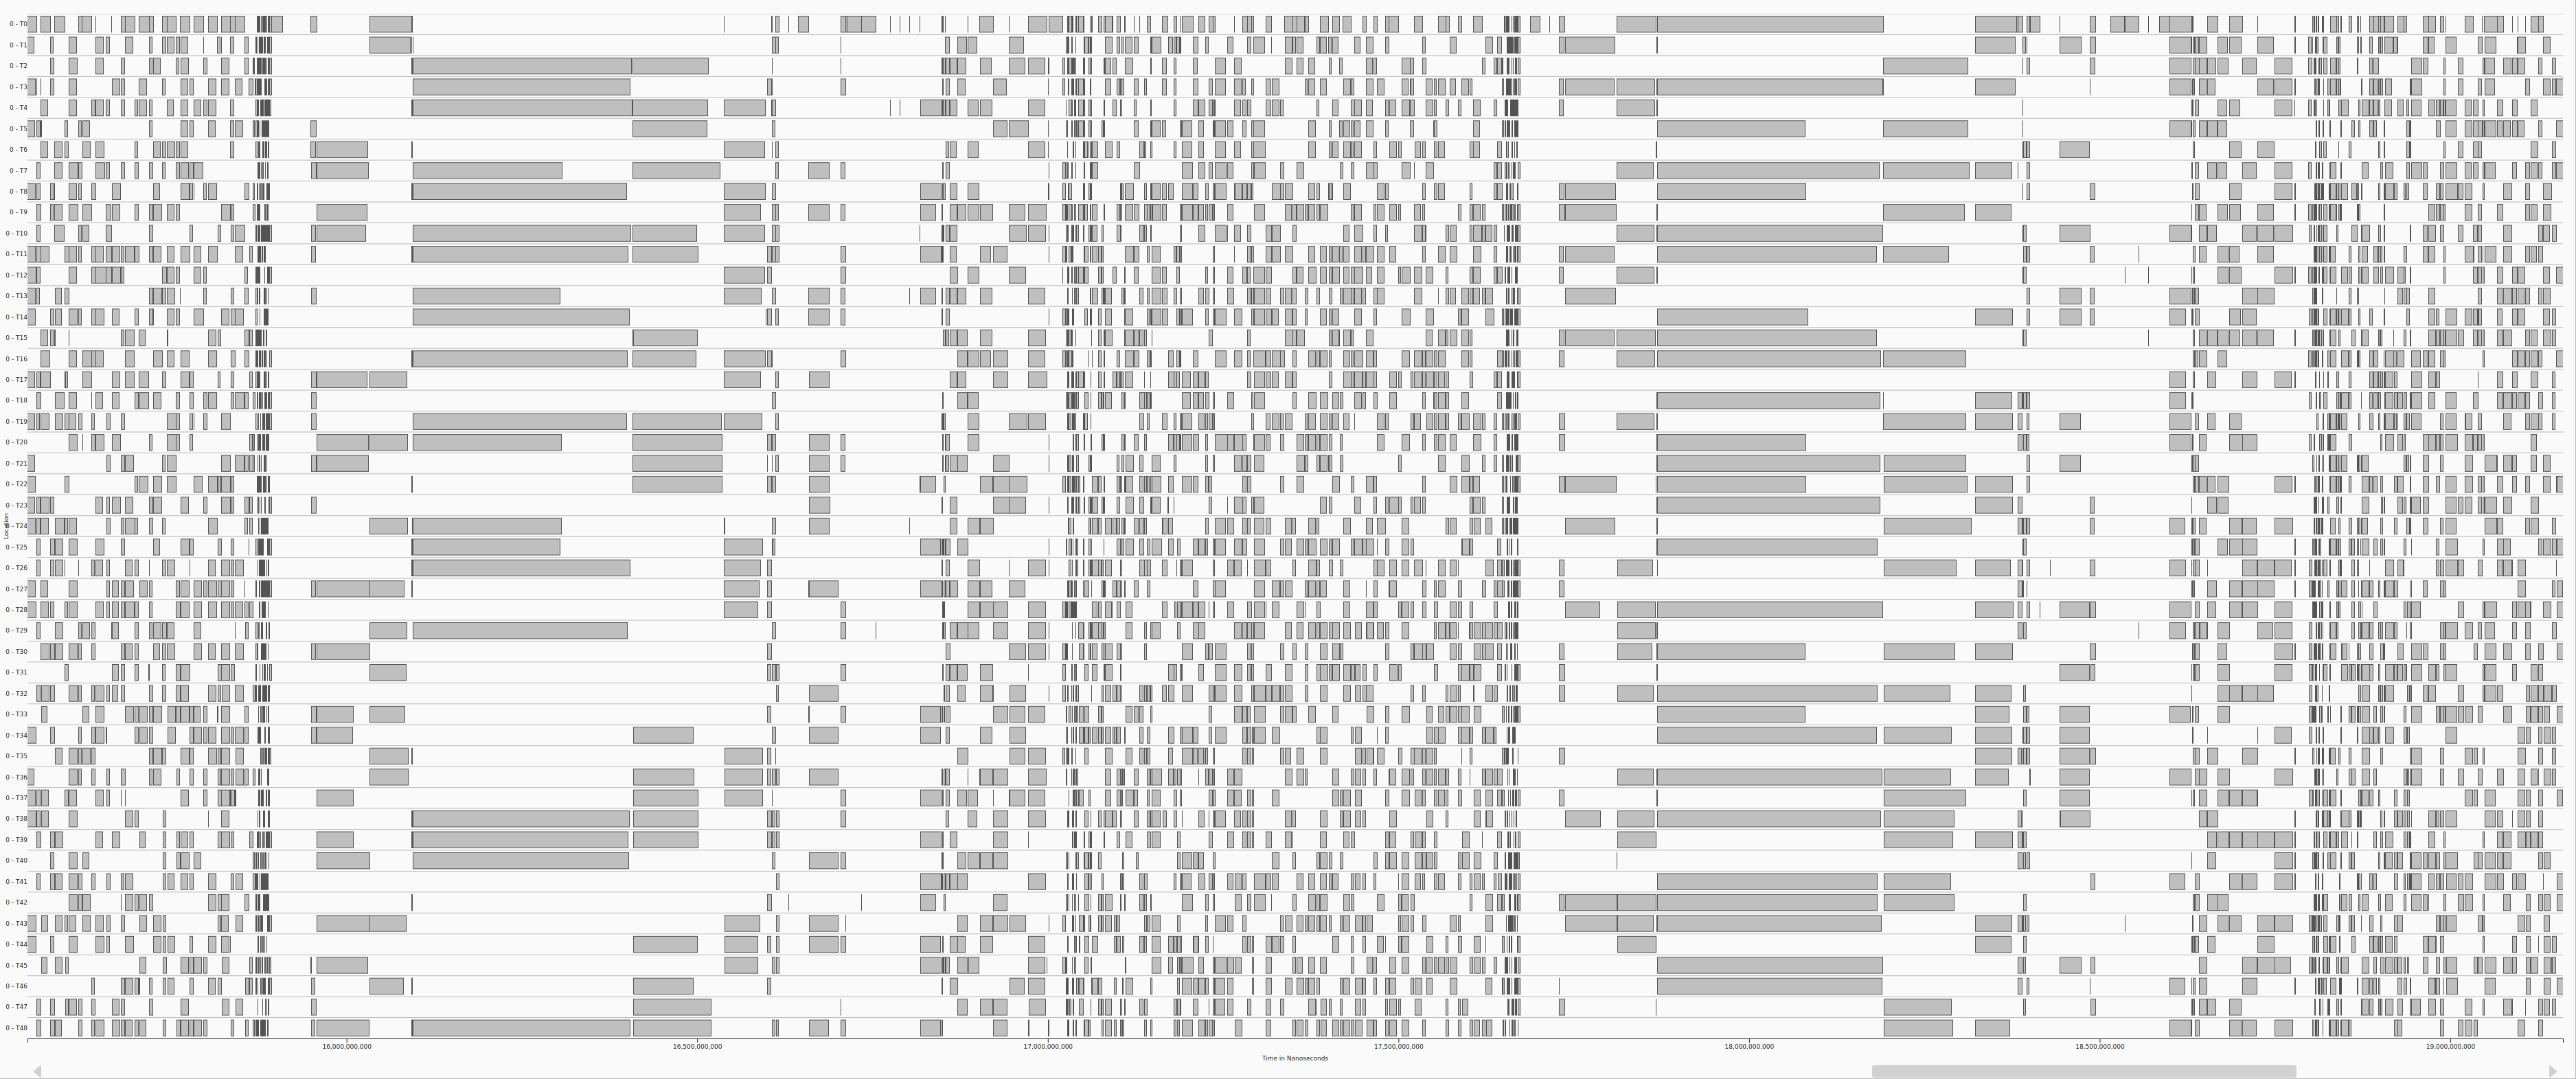 0 - T0
0 - T1
0 - T2
0 - T3
0 - T4
0 - T5
0 - T6
0 - T7
0 - T8
0 - T9
0 - T10
0 - T11
0 - T12
0 - T13
0 - T14
0 - T15
0 - T16
0 - T17
0 - T18
0 - T19
0 - T20
0 - T21
0 - T22
0 - T23
Location
0 - T24
0 - T25
0 - T26
0 - T27
0 - T28
0 - T29
0 - T30
0 - T31
0 - T32
0 - T33
0 - T34
0 - T35
0 - T36
0 - T37
0 - T38
0 - T39
0 - T40
0 - T41
0 - T42
0 - T43
0 - T44
0 - T45
0 - T46
0 - T47
0 - T48
16,000,000,000 16,500,000,000 17,000,000,000 17,500,000,000 18,000,000,000 18,500,000,000 19,000,000,000
Time in Nanoseconds